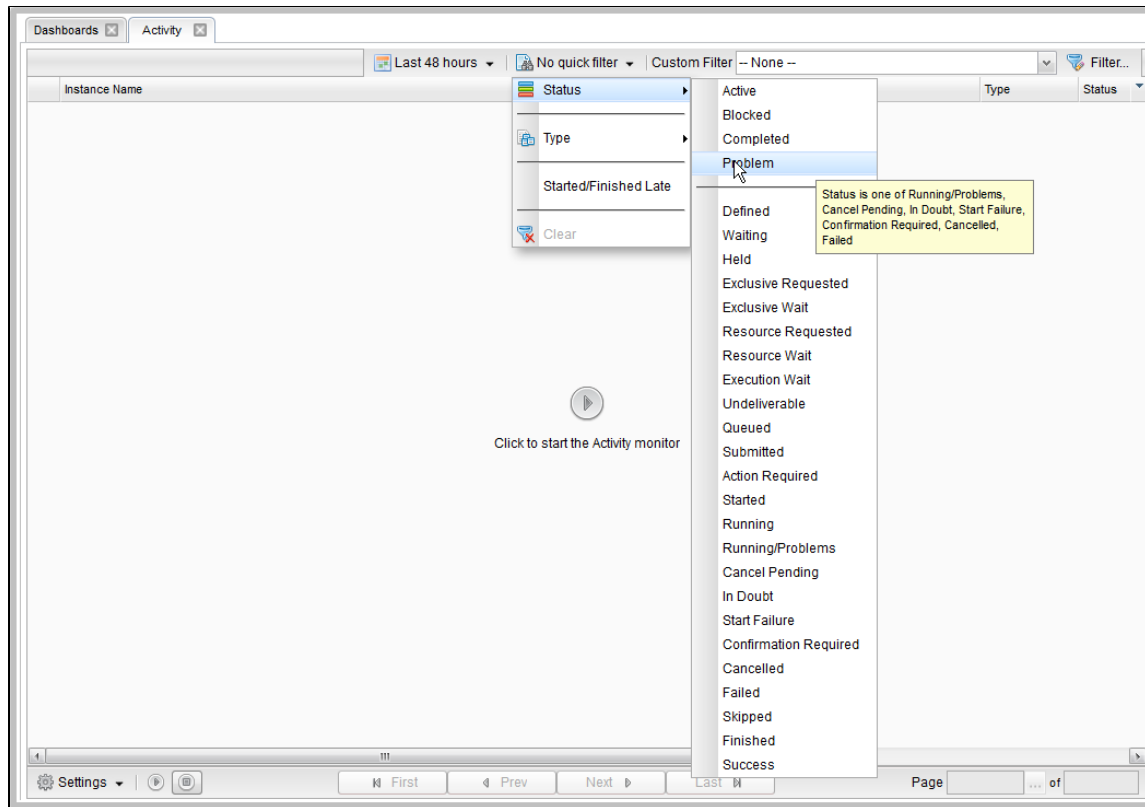 Dashboards
Activity
Last 48 hours
No quick filter
Custom Filter
-- None --
Filter...
Instance Name
Type
Status
Status
Type
Started/Finished Late
Clear
Active
Blocked
Completed
Problem
Status is one of Running/Problems,
Cancel Pending, In Doubt, Start Failure,
Confirmation Required, Cancelled,
Failed
Defined
Waiting
Held
Exclusive Requested
Exclusive Wait
Resource Requested
Resource Wait
Execution Wait
Undeliverable
Queued
Submitted
Action Required
Started
Running
Running/Problems
Cancel Pending
In Doubt
Start Failure
Confirmation Required
Cancelled
Failed
Skipped
Finished
Success
Click to start the Activity monitor
Settings
First
Prev
Next
Last
Page
...
of